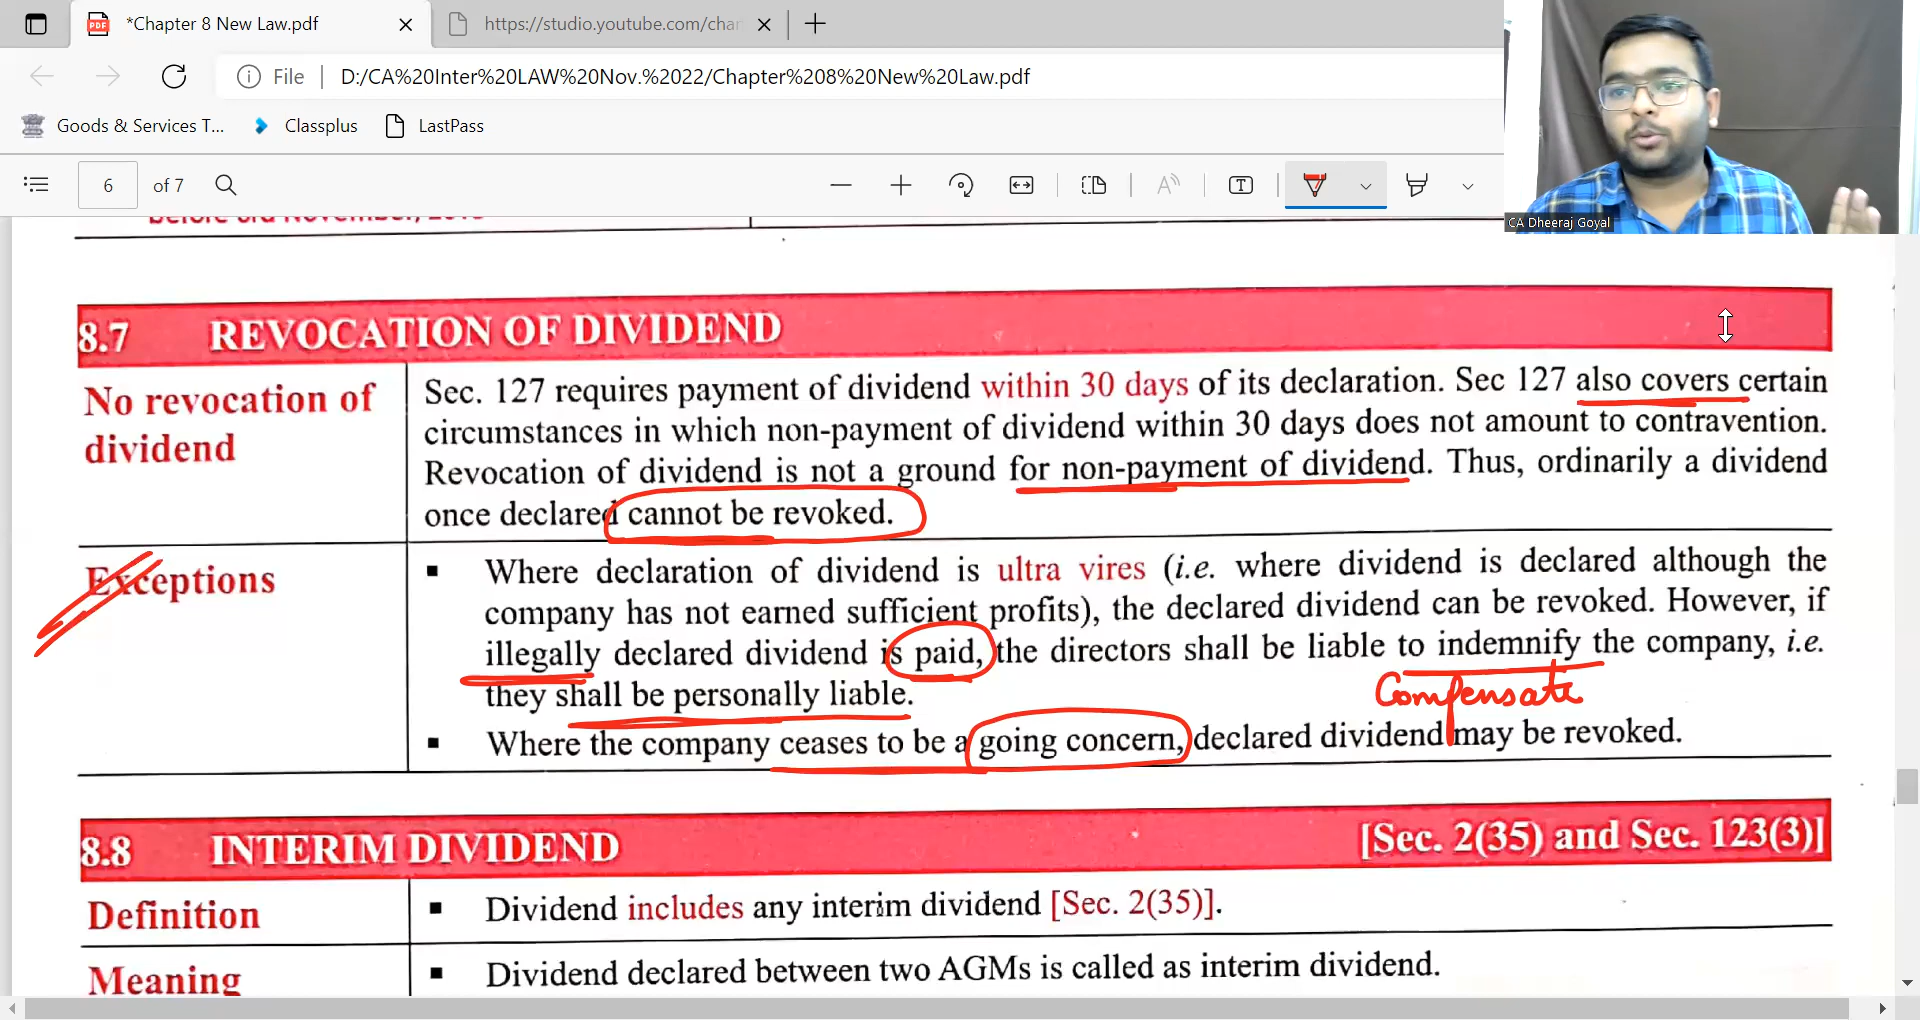 *Chapter 8 New Law.pdf
https://studio.youtube.com/chan
File
D:/CA%20Inter%20LAW%20Nov.%2022/Chapter%208%20New%20Law.pdf
Goods & Services T...
Classplus
LastPass
6 of 7
CA Dheeraj Goyal
8.7 REVOCATION OF DIVIDEND
No revocation of
dividend
Sec. 127 requires payment of dividend within 30 days of its declaration. Sec 127 also covers certain
circumstances in which non-payment of dividend within 30 days does not amount to contravention.
Revocation of dividend is not a ground for non-payment of dividend. Thus, ordinarily a dividend
once declared cannot be revoked.
Exceptions
▪ Where declaration of dividend is ultra vires (i.e. where dividend is declared although the
company has not earned sufficient profits), the declared dividend can be revoked. However, if
illegally declared dividend is paid, the directors shall be liable to indemnify the company, i.e.
they shall be personally liable.
Compensate
▪ Where the company ceases to be a going concern, declared dividend may be revoked.
8.8 INTERIM DIVIDEND [Sec. 2(35) and Sec. 123(3)]
Definition
▪ Dividend includes any interim dividend [Sec. 2(35)].
Meaning
▪ Dividend declared between two AGMs is called as interim dividend.